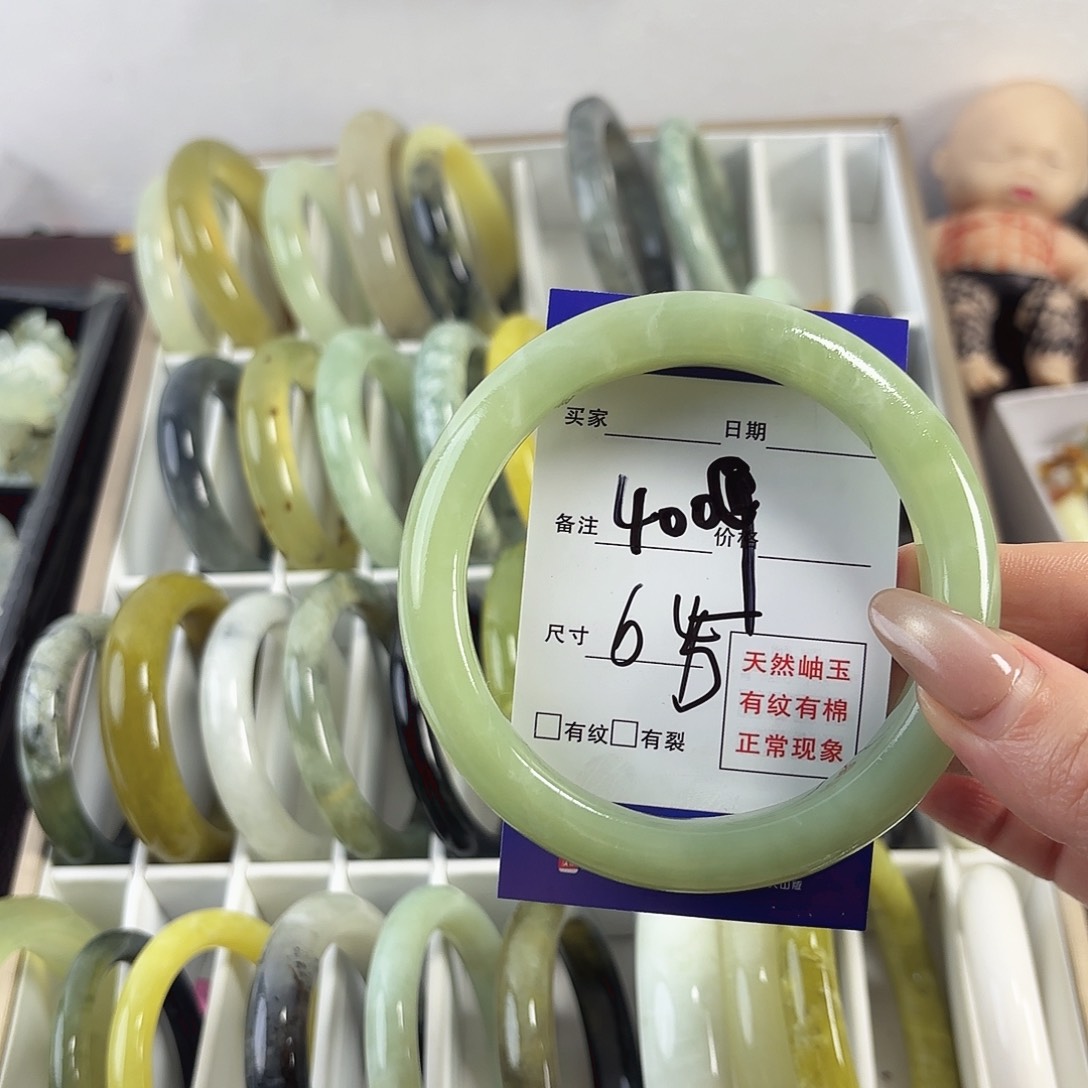 买家 日期
备注 400 价格
尺寸 6
天然岫玉
有纹有棉
正常现象
□有纹□有裂